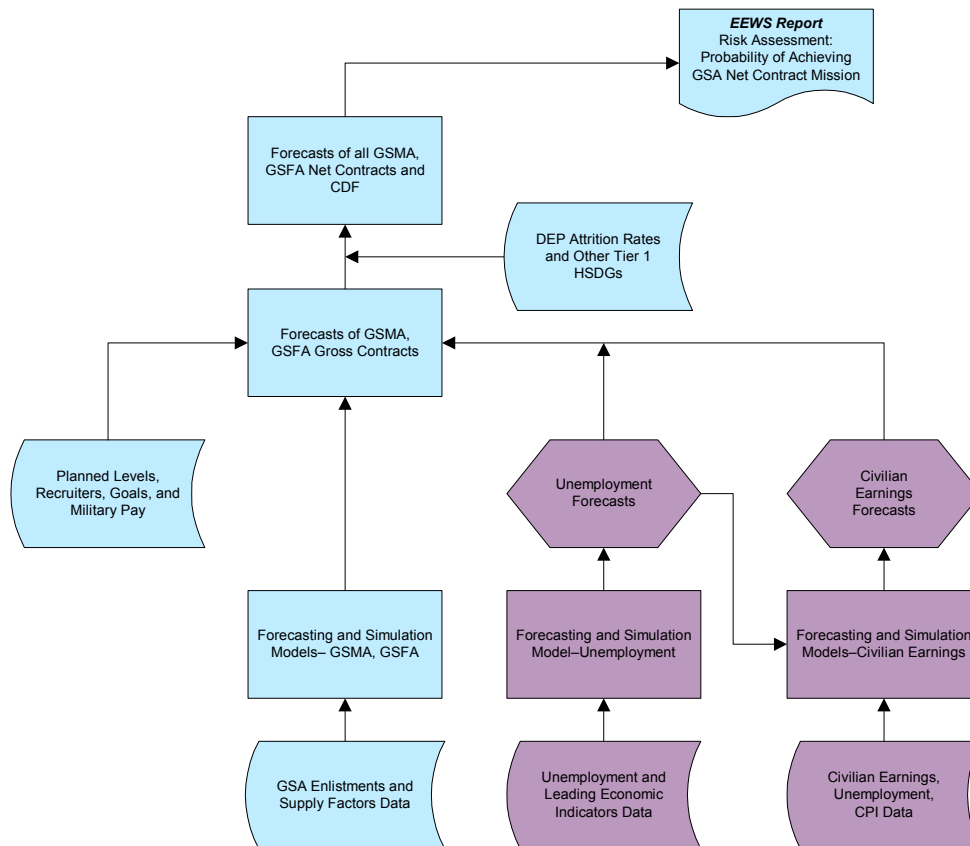 EEWS Report
Risk Assessment:
Probability of Achieving
GSA Net Contract Mission
Forecasts of all GSMA,
GSFA Net Contracts and
CDF
DEP Attrition Rates
and Other Tier 1
HSDGs
Forecasts of GSMA,
GSFA Gross Contracts
Planned Levels,
Recruiters, Goals, and
Military Pay
Unemployment
Forecasts
Civilian
Earnings
Forecasts
Forecasting and Simulation
Models– GSMA, GSFA
Forecasting and Simulation
Model–Unemployment
Forecasting and Simulation
Models–Civilian Earnings
GSA Enlistments and
Supply Factors Data
Unemployment and
Leading Economic
Indicators Data
Civilian Earnings,
Unemployment,
CPI Data